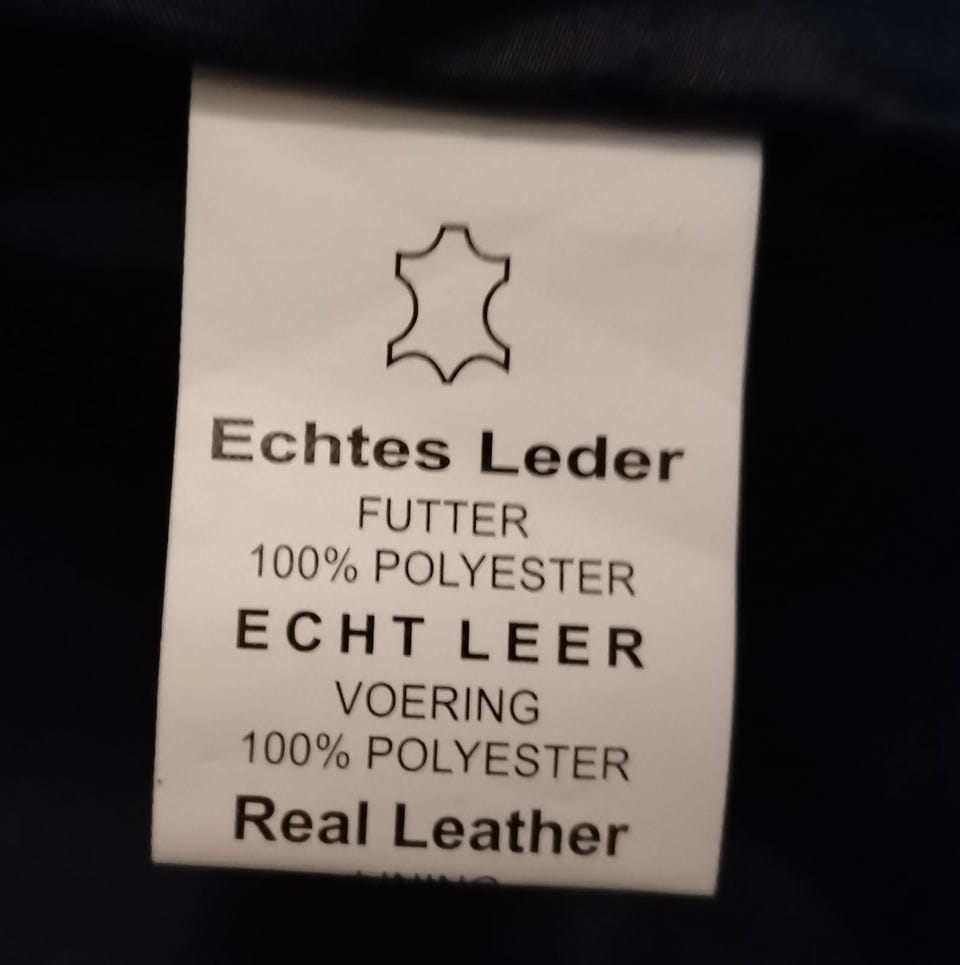 Echtes Leder
FUTTER
100% POLYESTER
ECHT LEER
VOERING
100% POLYESTER
Real Leather